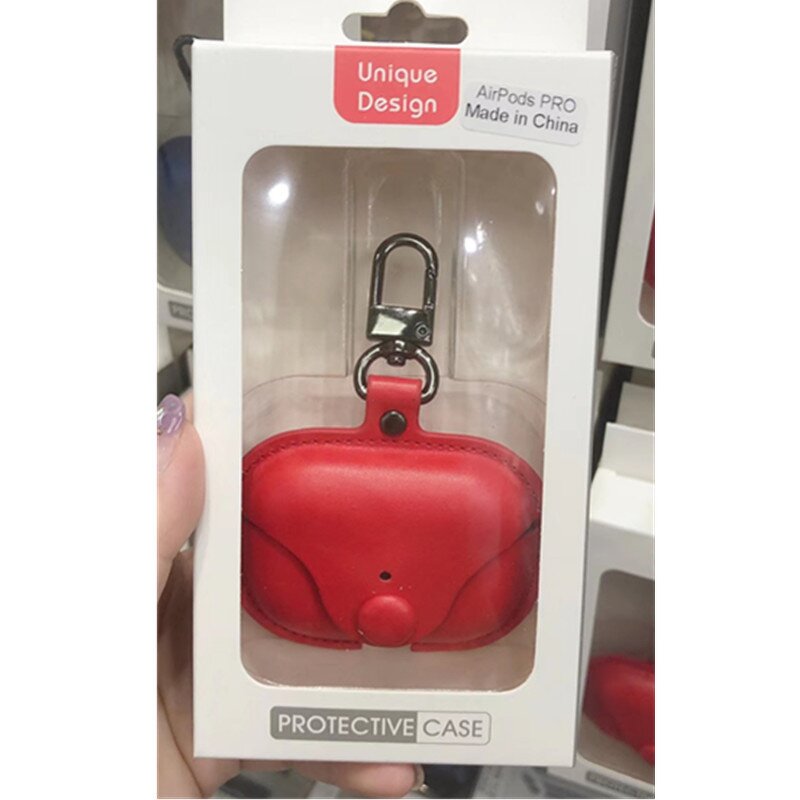 Unique
Design
AirPods PRO
Made in China
PROTECTIVE CASE